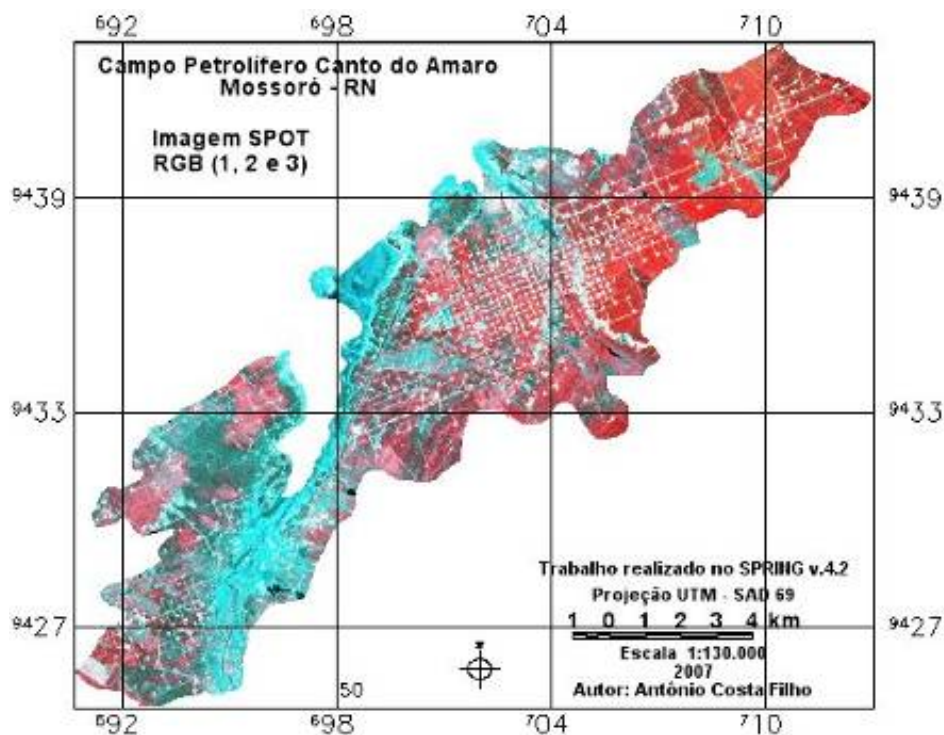 ⁶92 ⁶98 ⁷04 ⁷10
Campo Petrolífero Canto do Amaro
Mossoró - RN
Imagem SPOT
RGB (1, 2 e 3)
⁹⁴39 ⁹⁴39
⁹⁴33 ⁹⁴33
Trabalho realizado no SPRING v.4.2
Projeção UTM - SAD 69
1 0 1 2 3 4 km
⁹⁴27 ⁹⁴27
Escala 1:130.000
2007
Autor: Antônio Costa Filho
50
⁶92 ⁶98 ⁷04 ⁷10